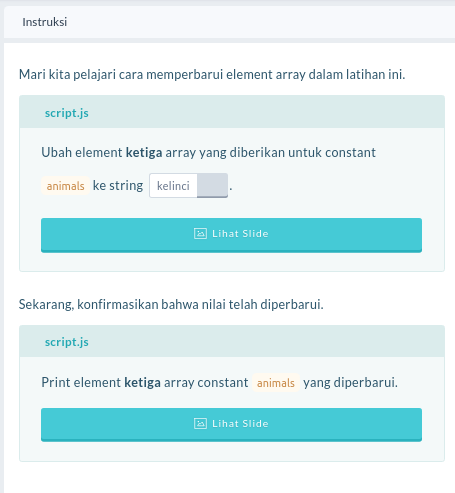 Instruksi
Mari kita pelajari cara memperbarui element array dalam latihan ini.
script.js
Ubah element ketiga array yang diberikan untuk constant
animals ke string kelinci .
Lihat Slide
Sekarang, konfirmasikan bahwa nilai telah diperbarui.
script.js
Print element ketiga array constant animals yang diperbarui.
Lihat Slide